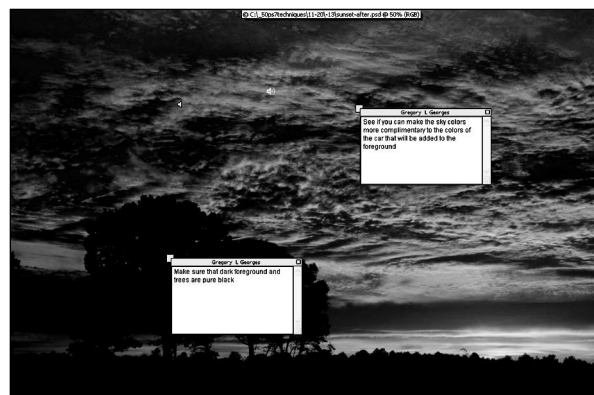 © C:\_50ps7techniques\11-20\-13\sunset-after.psd @ 50% (RGB)
Gregory L Georges
See if you can make the sky colors
more complimentary to the colors of
the car that will be added to the
foreground
Gregory L Georges
Make sure that dark foreground and
trees are pure black